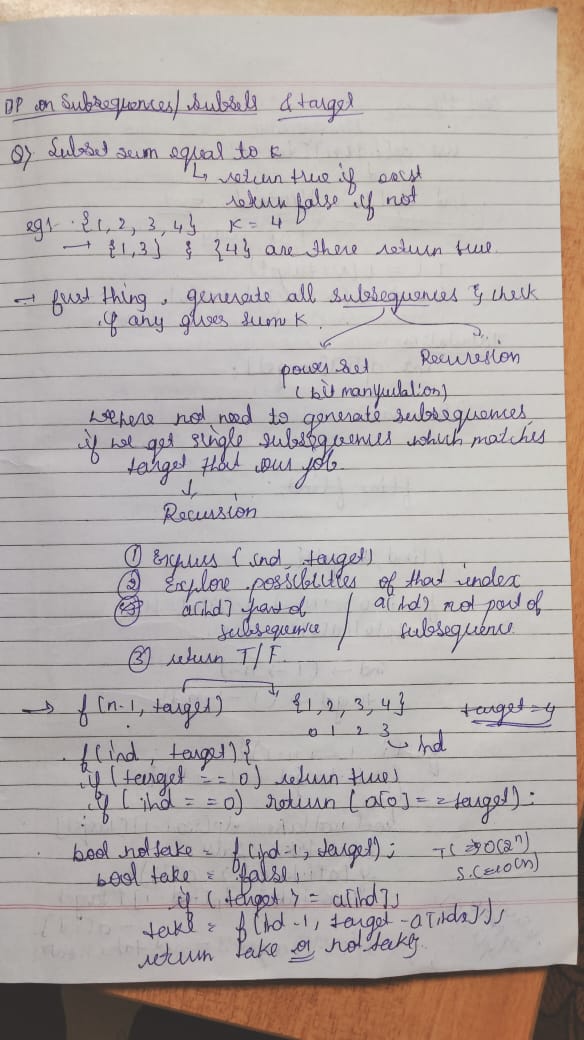 DP on Subsequences/Subsets & target
Q) Subset sum equal to k
↳ return true if exist
return false if not
eg1 . {1, 2, 3, 4} K = 4
→ {1,3} & {4} are there return true.
→ first thing, generate all subsequences & check
if any gives sum K.
power set Recursion
(bit manipulation)
where not need to generate subsequences
if we get single subsequences which matches
target that our job.
↓
Recursion
① Express (ind, target)
② Explore possibilities of that index
a[ind] part of / a[ind] not part of
subsequence / subsequence.
③ return T/F.
→ f(n-1, target) {1, 2, 3, 4} target=4
0 1 2 3
↳ ind
f(ind, target){
if (target == 0) return true;
if (ind == 0) return (a[0] == target);
bool nottake = f(ind-1, target); T.C ⇒ O(2ⁿ)
bool take = false; S.C ⇒ O(n)
if (target >= a[ind];
take = f(ind-1, target - a[ind]);
return take or nottake}